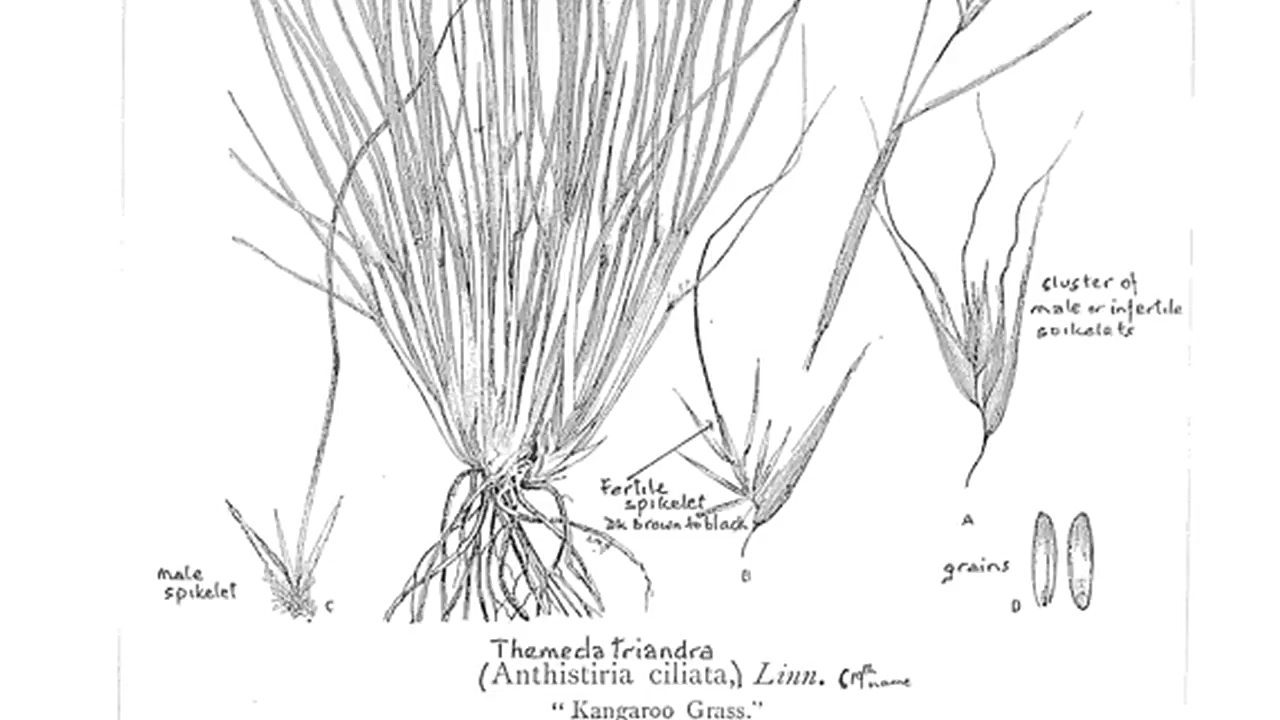 cluster of
male or infertile
spikelets
Fertile
spikelet
Dk brown to black
A
B
grains
D
male
spikelet
C
Themeda triandra
(Anthistiria ciliata,) Linn.
name
"Kangaroo Grass."